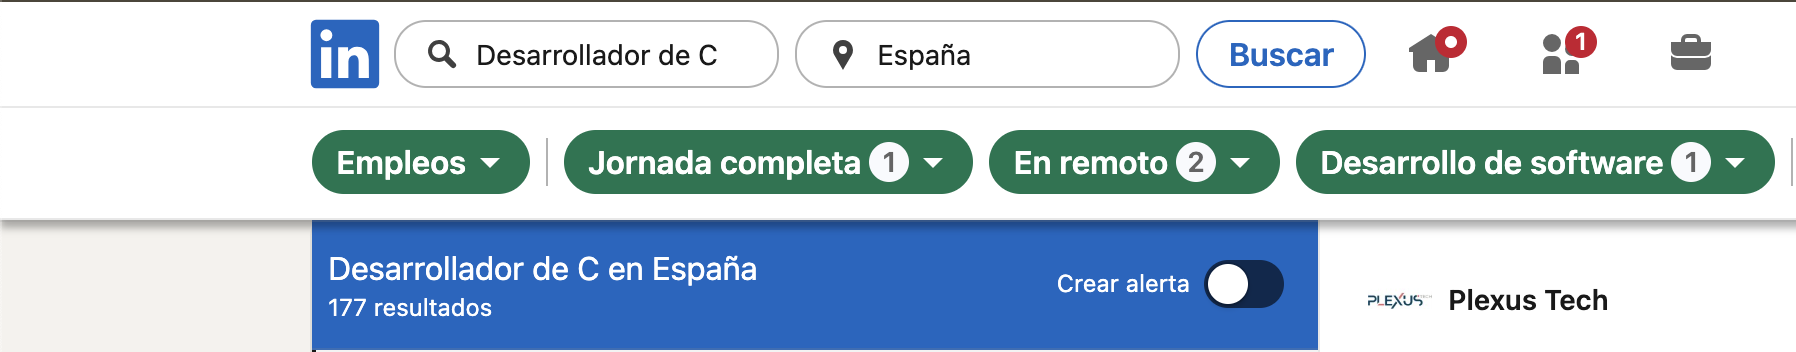 in
Desarrollador de C
España
Buscar
1
Empleos
Jornada completa 1
En remoto 2
Desarrollo de software 1
Desarrollador de C en España
177 resultados
Crear alerta
PLEXUS TECH
Plexus Tech